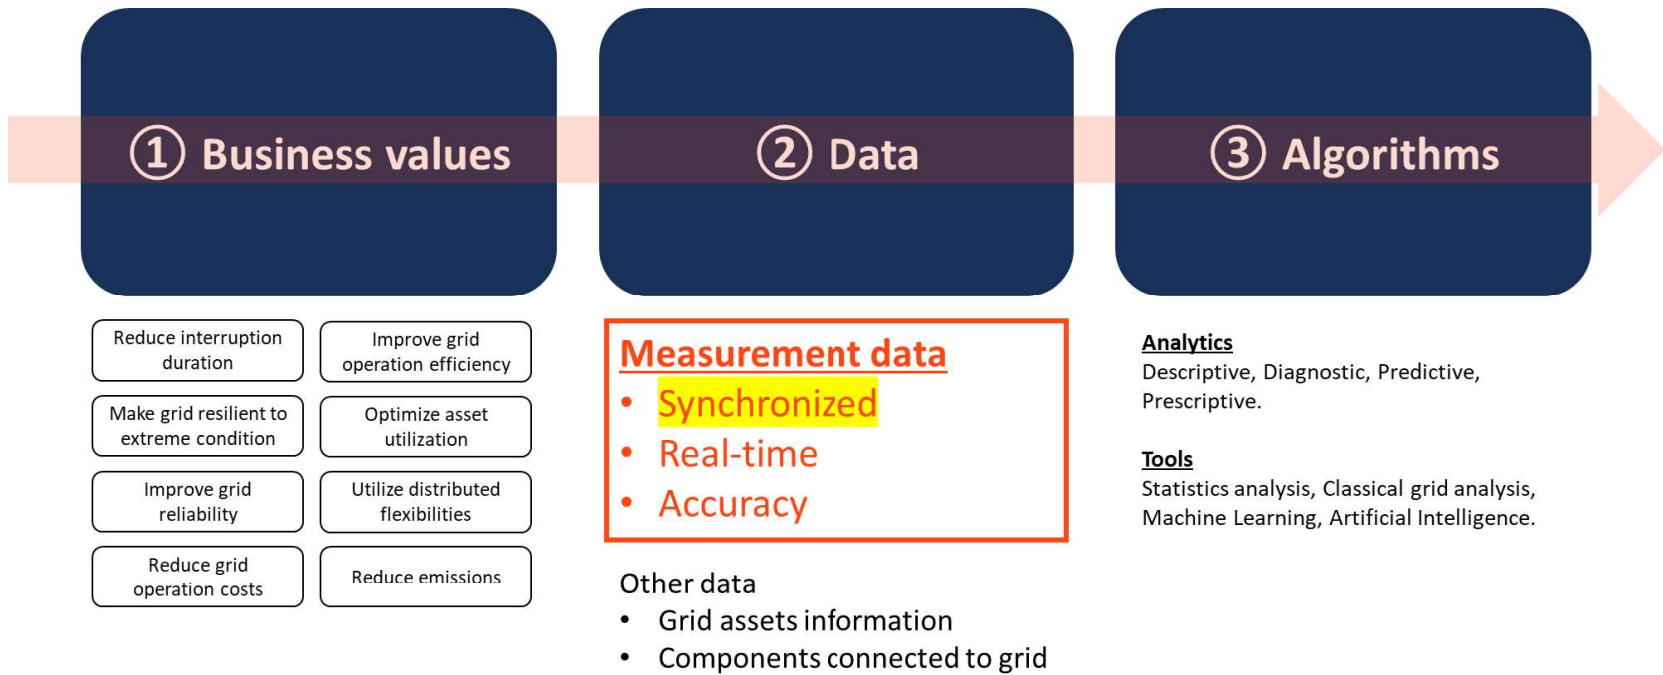 ① Business values
② Data
③ Algorithms
Reduce interruption
duration
Improve grid
operation efficiency
Make grid resilient to
extreme condition
Optimize asset
utilization
Improve grid
reliability
Utilize distributed
flexibilities
Reduce grid
operation costs
Reduce emissions
Measurement data
• Synchronized
• Real-time
• Accuracy
Other data
• Grid assets information
• Components connected to grid
Analytics
Descriptive, Diagnostic, Predictive,
Prescriptive.
Tools
Statistics analysis, Classical grid analysis,
Machine Learning, Artificial Intelligence.